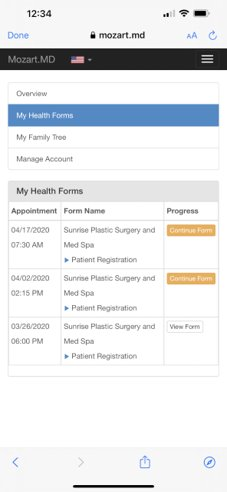 12:34
Done mozart.md AA
Mozart.MD
Overview
My Health Forms
My Family Tree
Manage Account
My Health Forms
Appointment Form Name Progress
04/17/2020 Sunrise Plastic Surgery and Continue Form
07:30 AM Med Spa
Patient Registration
04/02/2020 Sunrise Plastic Surgery and Continue Form
02:15 PM Med Spa
Patient Registration
03/26/2020 Sunrise Plastic Surgery and View Form
06:00 PM Med Spa
Patient Registration